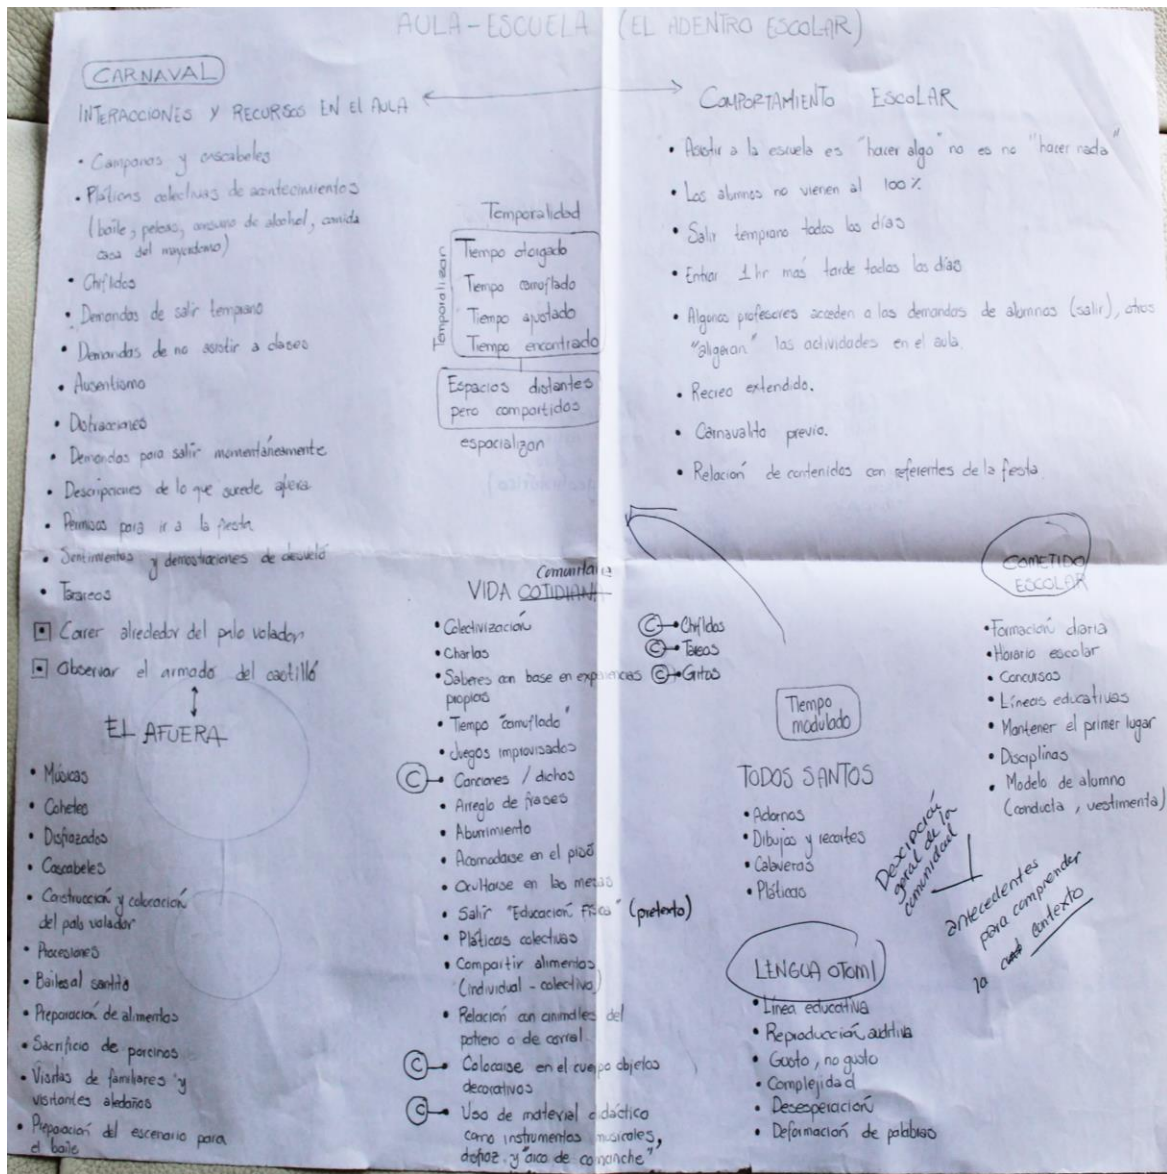 AULA - ESCUELA (EL ADENTRO ESCOLAR)
CARNAVAL
INTERACCIONES Y RECURSOS EN El AULA
• Campanas y cascabeles
• Pláticas colectivas de acontecimientos
(baile, peleas, consumo de alcohol, comida
casa del mayordomo)
• Chiflidos
• Demandas de salir temprano
• Demandas de no asistir a clases
• Ausentismo
• Distracciones
• Demandas para salir momentáneamente
• Descripciones de lo que sucede afuera
• Permisos para ir a la fiesta
• Sentimientos y demostraciones de desveló
• Tarareos
• Correr alrededor del palo volador
• Observar el armado del castilló
Temporalidad
Temporalizan
Tiempo otorgado
Tiempo camuflado
Tiempo ajustado
Tiempo encontrado
Espacios distantes
pero compartidos
espacializan
COMPORTAMIENTO ESCOLAR
• Asistir a la escuela es "hacer algo" no es no "hacer nada"
• Los alumnos no vienen al 100%
• Salir temprano todos los días
• Entrar 1 hr más tarde todos los días
• Algunos profesores acceden a las demandas de alumnos (salir), otros
"aligeran" las actividades en el aula.
• Recreo extendido.
• Carnavalito previo.
• Relación de contenidos con referentes de la fiesta
EL AFUERA
• Músicas
• Cohetes
• Disfrazados
• Cascabeles
• Construcción y colocación
del palo volador
• Procesiones
• Bailes al santito
• Preparación de alimentos
• Sacrificio de porcinos
• Visitas de familiares y
visitantes aledaños
• Preparación del escenario para
el baile
Comunitaria
VIDA COTIDIANA
• Colectivización
• Charlas
• Saberes con base en experiencias
propias
• Tiempo "camuflado"
• Juegos improvisados
C • Canciones / dichos
• Arreglo de frases
• Aburrimiento
• Acomodarse en el pisó
• Ocultarse en las mesas
• Salir "Educación Física" (pretexto)
• Pláticas colectivas
• Compartir alimentos
(individual - colectivo)
• Relación con animales del
potrero o de corral
C • Colocarse en el cuerpo objetos
decorativos
C • Uso de material didáctico
como instrumentos musicales,
disfraz y "arco de comanche"
C • Chiflidos
C • Tareas
C • Gritos
Tiempo
modulado
TODOS SANTOS
• Adornos
• Dibujos y recortes
• Calaveras
• Pláticas
LENGUA OTOMI
• Línea educativa
• Reproducción auditiva
• Gusto, no gusto
• Complejidad
• Desesperación
• Deformación de palabras
COMETIDO
ESCOLAR
• Formación diaria
• Horario escolar
• Concursos
• Líneas educativas
• Mantener el primer lugar
• Disciplinas
• Modelo de alumno
(conducta, vestimenta)
Descripción
geral de la
comunidad
antecedentes
para comprender
contexto